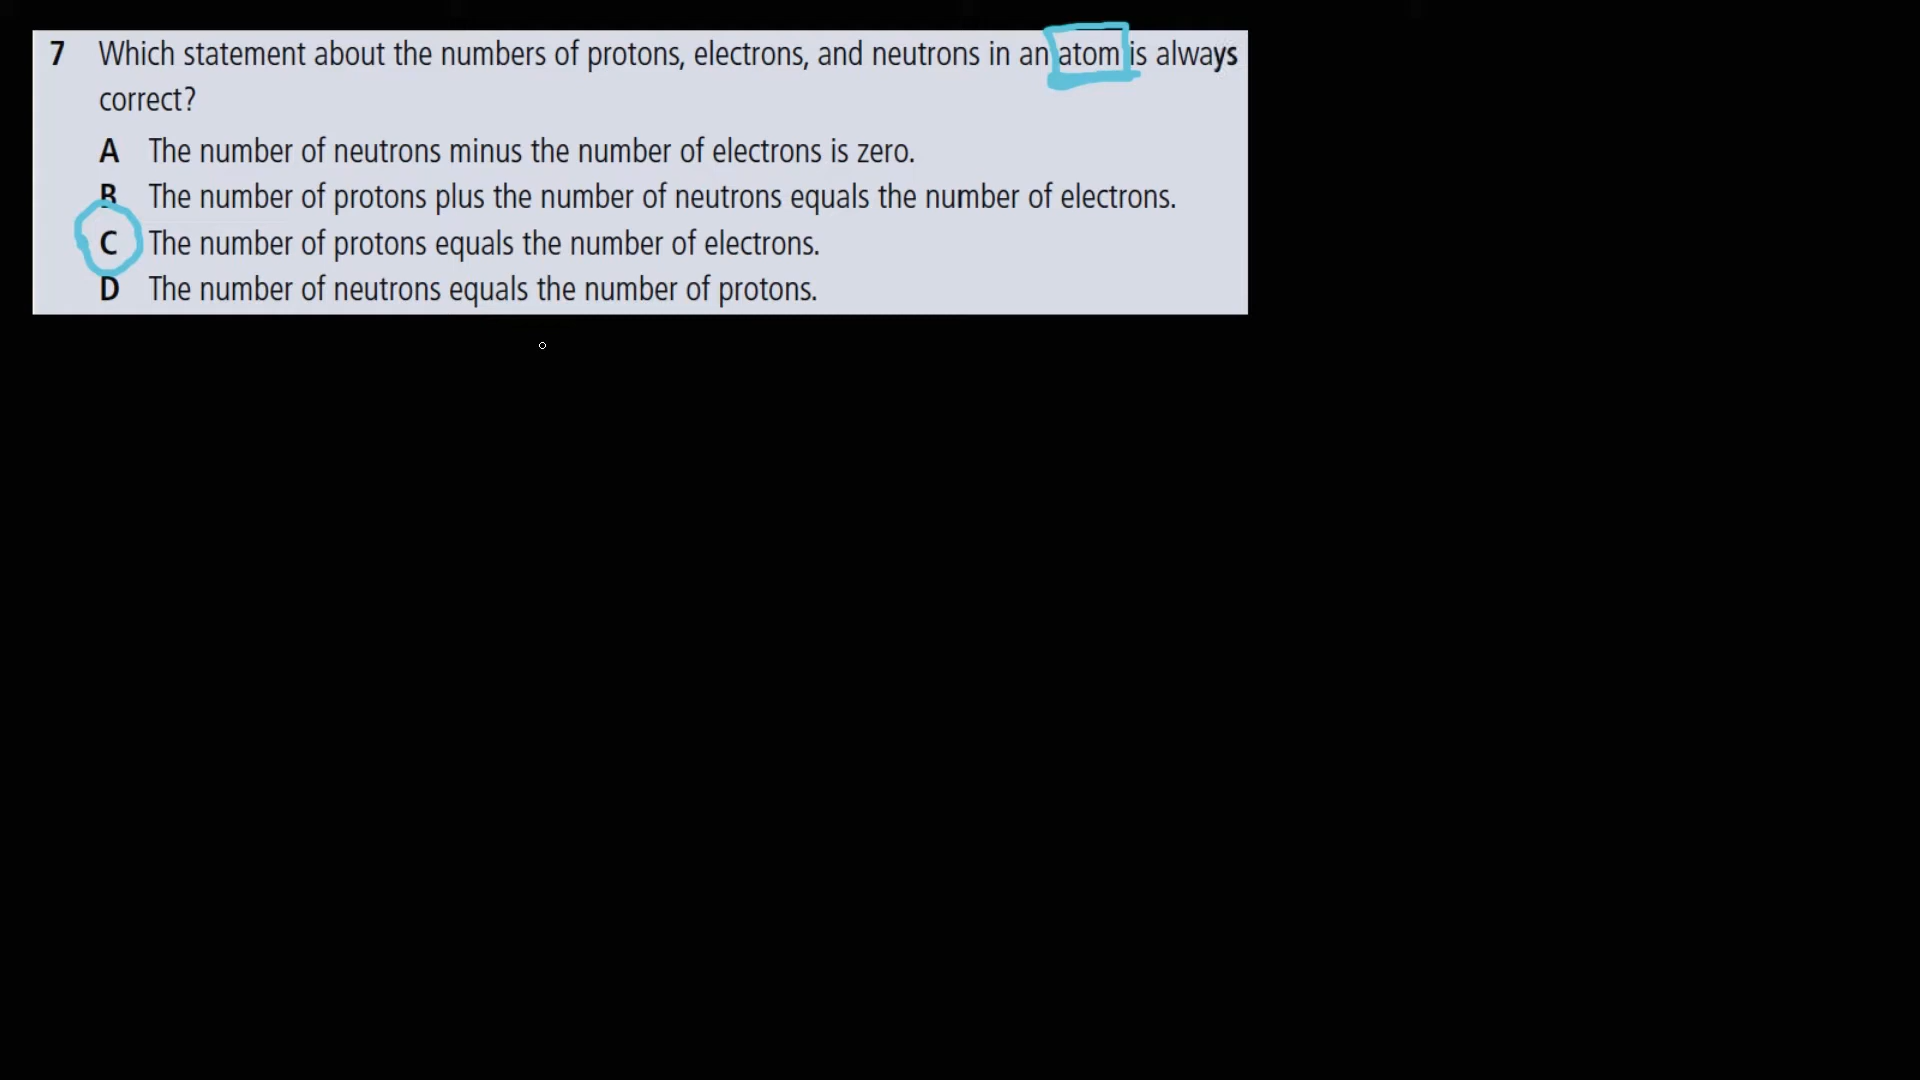 7 Which statement about the numbers of protons, electrons, and neutrons in an atom is always
correct?
A The number of neutrons minus the number of electrons is zero.
B The number of protons plus the number of neutrons equals the number of electrons.
C The number of protons equals the number of electrons.
D The number of neutrons equals the number of protons.